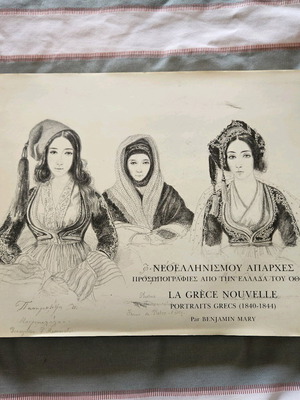 ΝΕΟΕΛΛΗΝΙΣΜΟΥ ΑΠΑΡΧΕΣ
ΠΡΟΣΩΠΟΓΡΑΦΙΕΣ ΑΠΟ ΤΗΝ ΕΛΛΑΔΑ ΤΟΥ ΟΘ
LA GRÈCE NOUVELLE
PORTRAITS GRECS (1840-1844)
Par BENJAMIN MARY